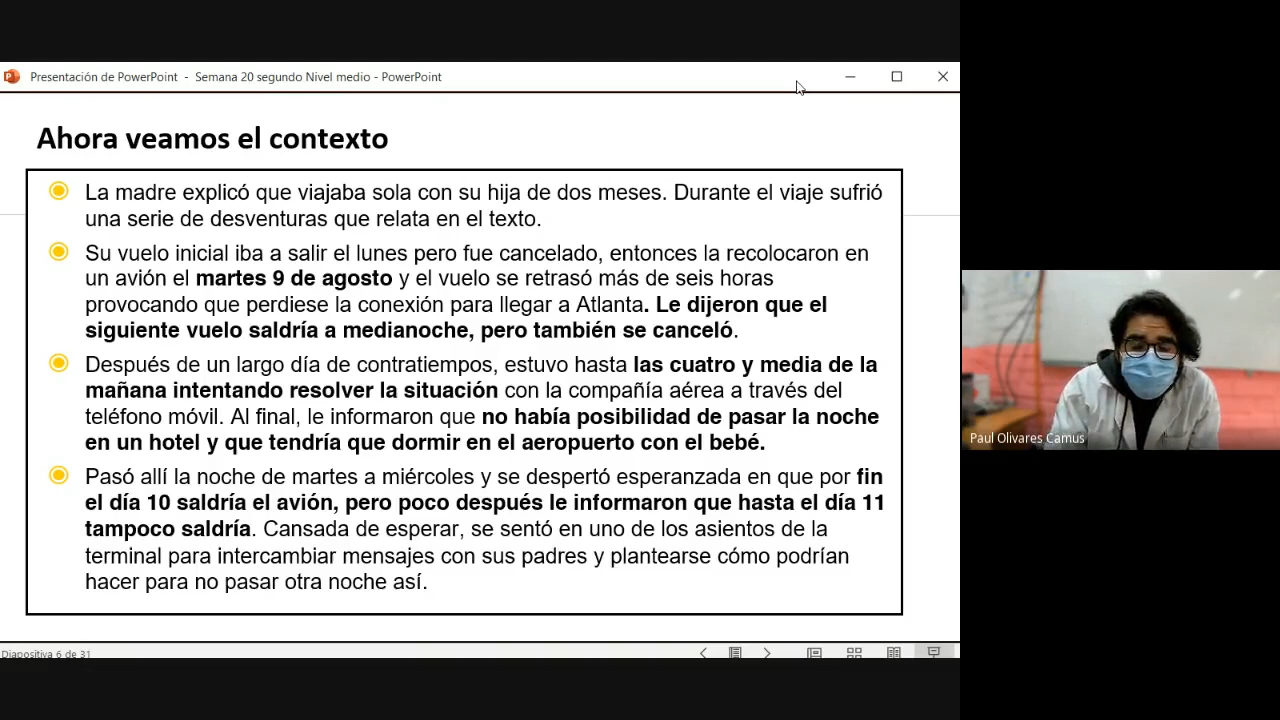 Presentación de PowerPoint - Semana 20 segundo Nivel medio - PowerPoint
Ahora veamos el contexto
La madre explicó que viajaba sola con su hija de dos meses. Durante el viaje sufrió
una serie de desventuras que relata en el texto.
Su vuelo inicial iba a salir el lunes pero fue cancelado, entonces la recolocaron en
un avión el martes 9 de agosto y el vuelo se retrasó más de seis horas
provocando que perdiese la conexión para llegar a Atlanta. Le dijeron que el
siguiente vuelo saldría a medianoche, pero también se canceló.
Después de un largo día de contratiempos, estuvo hasta las cuatro y media de la
mañana intentando resolver la situación con la compañía aérea a través del
teléfono móvil. Al final, le informaron que no había posibilidad de pasar la noche
en un hotel y que tendría que dormir en el aeropuerto con el bebé.
Pasó allí la noche de martes a miércoles y se despertó esperanzada en que por fin
el día 10 saldría el avión, pero poco después le informaron que hasta el día 11
tampoco saldría. Cansada de esperar, se sentó en uno de los asientos de la
terminal para intercambiar mensajes con sus padres y plantearse cómo podrían
hacer para no pasar otra noche así.
Diapositiva 6 de 31
Paul Olivares Camus